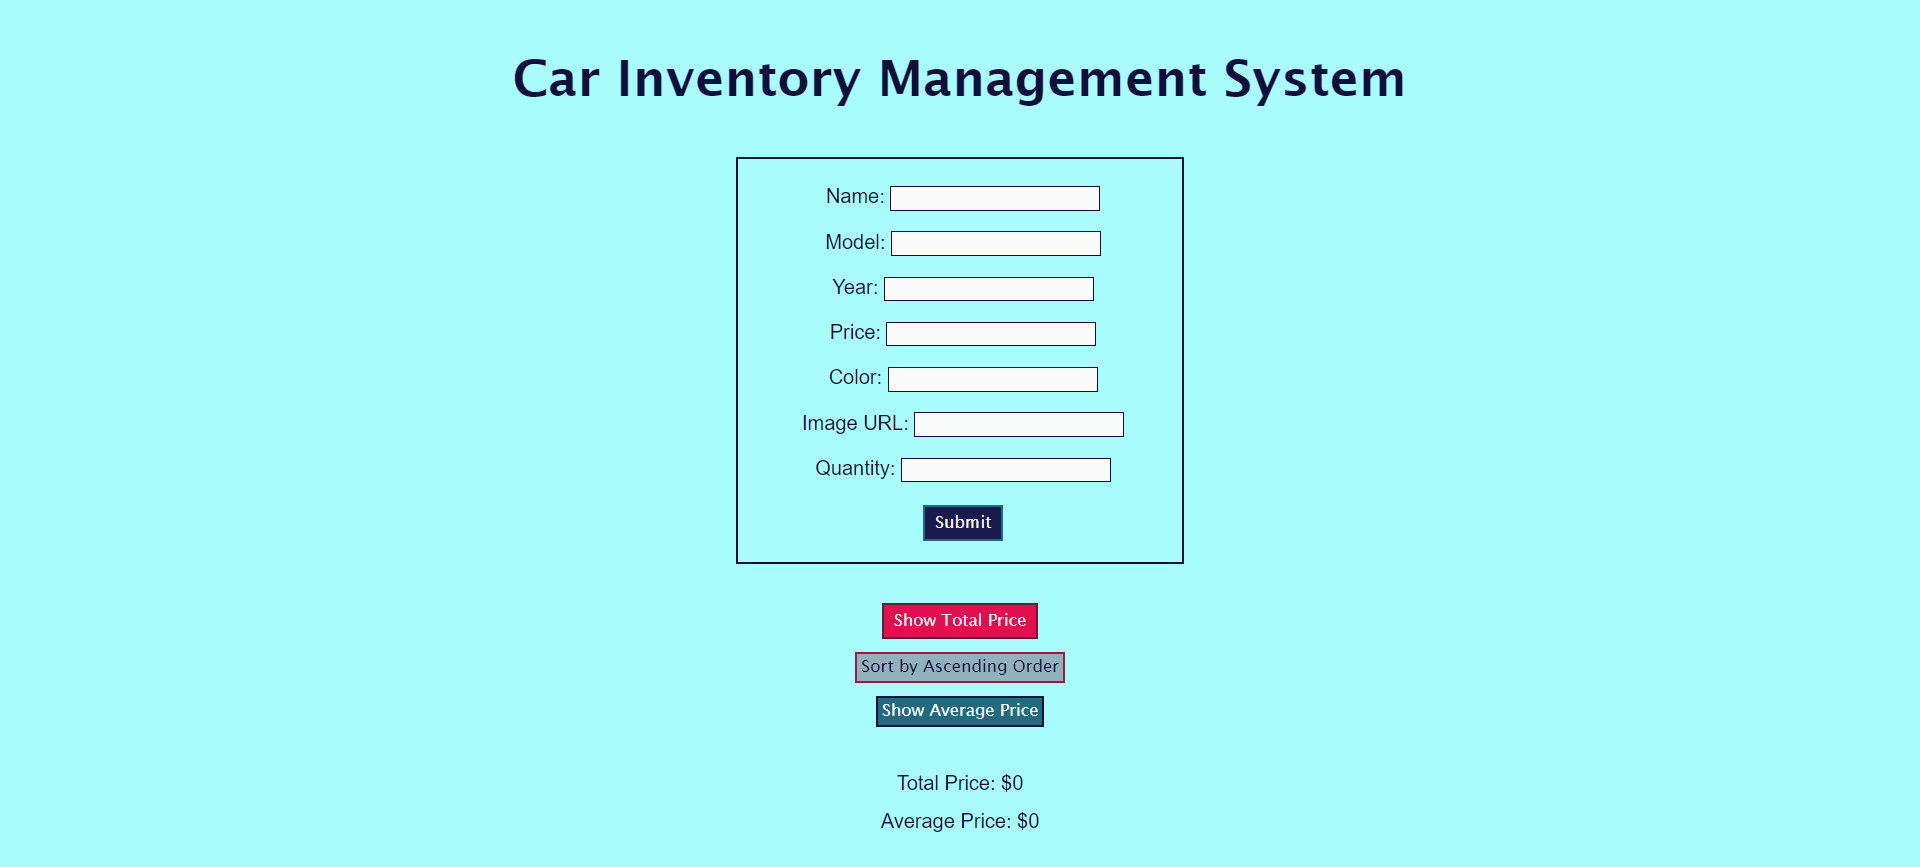 Car Inventory Management System
Name:
Model:
Year:
Price:
Color:
Image URL:
Quantity:
Submit
Show Total Price
Sort by Ascending Order
Show Average Price
Total Price: $0
Average Price: $0